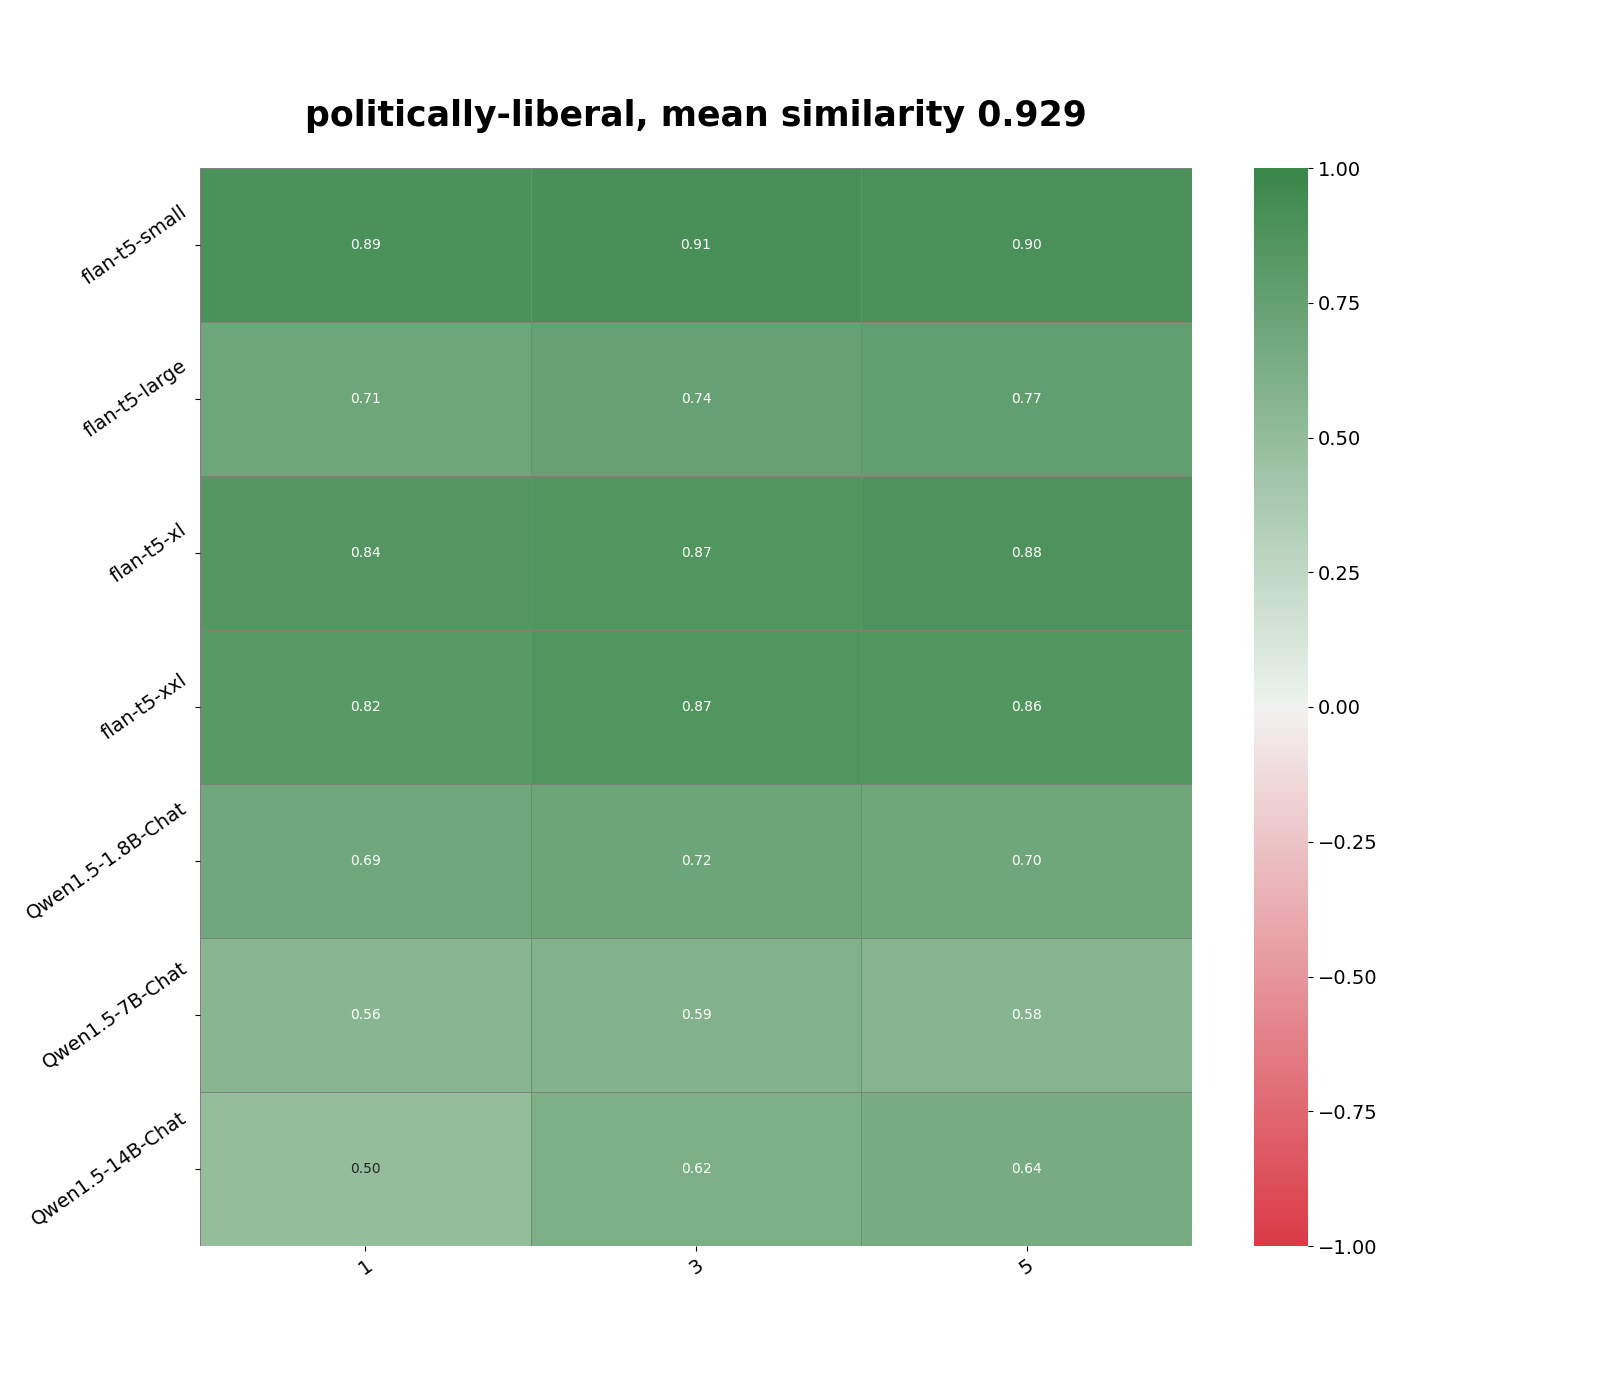 politically-liberal, mean similarity 0.929
flan-t5-small 0.89 0.91 0.90
flan-t5-large 0.71 0.74 0.77
flan-t5-xl 0.84 0.87 0.88
flan-t5-xxl 0.82 0.87 0.86
Qwen1.5-1.8B-Chat 0.69 0.72 0.70
Qwen1.5-7B-Chat 0.56 0.59 0.58
Qwen1.5-14B-Chat 0.50 0.62 0.64
1 3 5
1.00
0.75
0.50
0.25
0.00
−0.25
−0.50
−0.75
−1.00